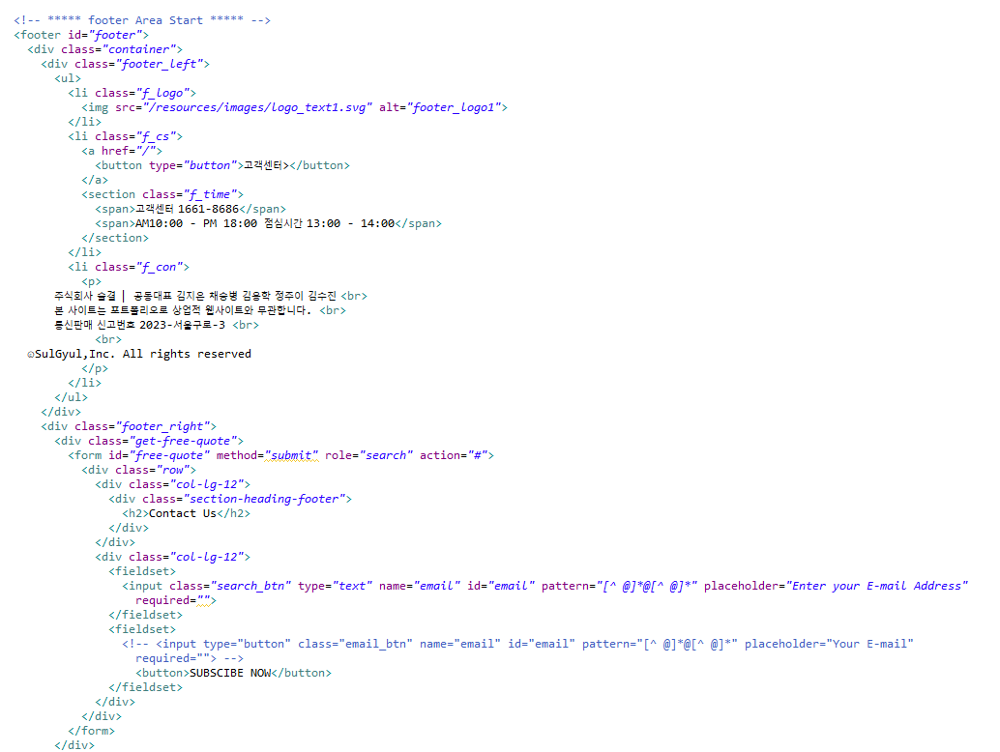 <!-- ***** footer Area Start ***** -->
<footer id="footer">
<div class="container">
<div class="footer_left">
<ul>
<li class="f_logo">
<img src="/resources/images/logo_text1.svg" alt="footer_logo1">
</li>
<li class="f_cs">
<a href="/">
<button type="button">고객센터></button>
</a>
<section class="f_time">
<span>고객센터 1661-8686</span>
<span>AM10:00 - PM 18:00 점심시간 13:00 - 14:00</span>
</section>
</li>
<li class="f_con">
<p>
주식회사 술결 | 공동대표 김지은 채승병 김용학 정주이 김수진 <br>
본 사이트는 포트폴리오로 상업적 웹사이트와 무관합니다. <br>
통신판매 신고번호 2023-서울구로-3 <br>
<br>
©SulGyul,Inc. All rights reserved
</p>
</li>
</ul>
</div>
<div class="footer_right">
<div class="get-free-quote">
<form id="free-quote" method="submit" role="search" action="#">
<div class="row">
<div class="col-lg-12">
<div class="section-heading-footer">
<h2>Contact Us</h2>
</div>
</div>
<div class="col-lg-12">
<fieldset>
<input class="search_btn" type="text" name="email" id="email" pattern="[^ @]*@[^ @]*" placeholder="Enter your E-mail Address"
required="">
</fieldset>
<fieldset>
<!-- <input type="button" class="email_btn" name="email" id="email" pattern="[^ @]*@[^ @]*" placeholder="Your E-mail"
required=""> -->
<button>SUBSCIBE NOW</button>
</fieldset>
</div>
</div>
</form>
</div>